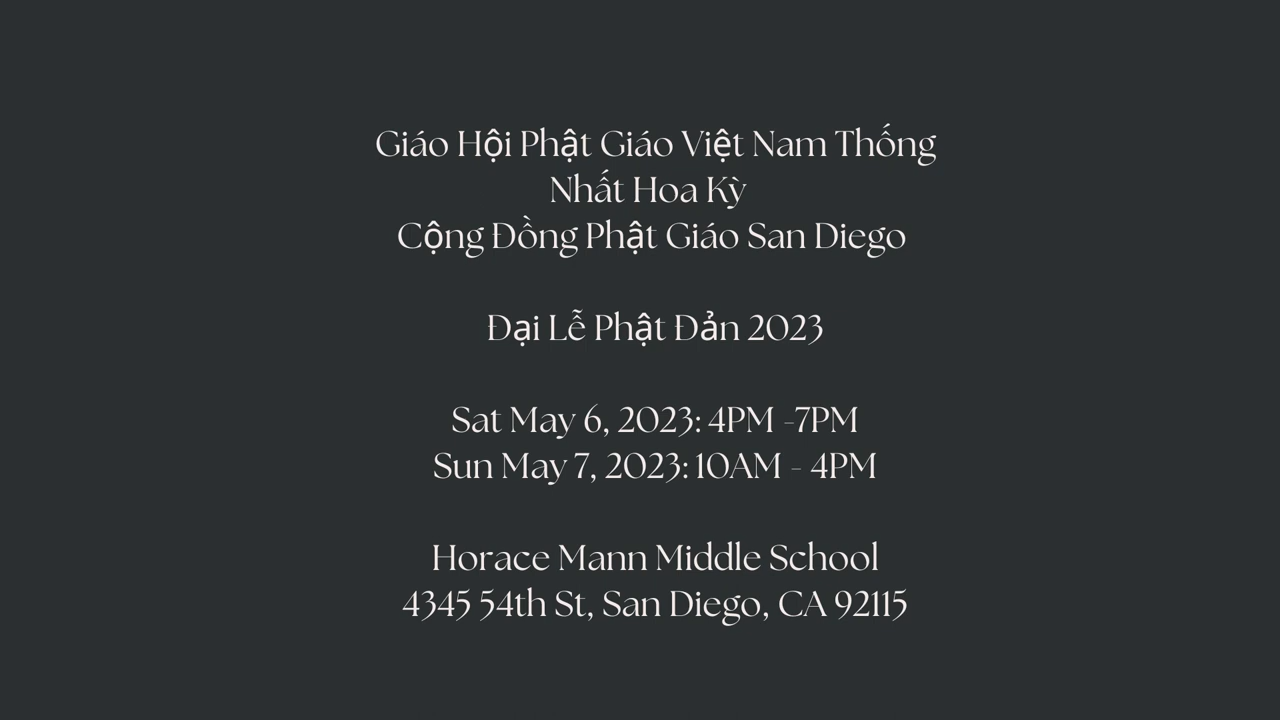 Giáo Hội Phật Giáo Việt Nam Thống
Nhất Hoa Kỳ
Cộng Đồng Phật Giáo San Diego
Đại Lễ Phật Đản 2023
Sat May 6, 2023: 4PM -7PM
Sun May 7, 2023: 10AM - 4PM
Horace Mann Middle School
4345 54th St, San Diego, CA 92115